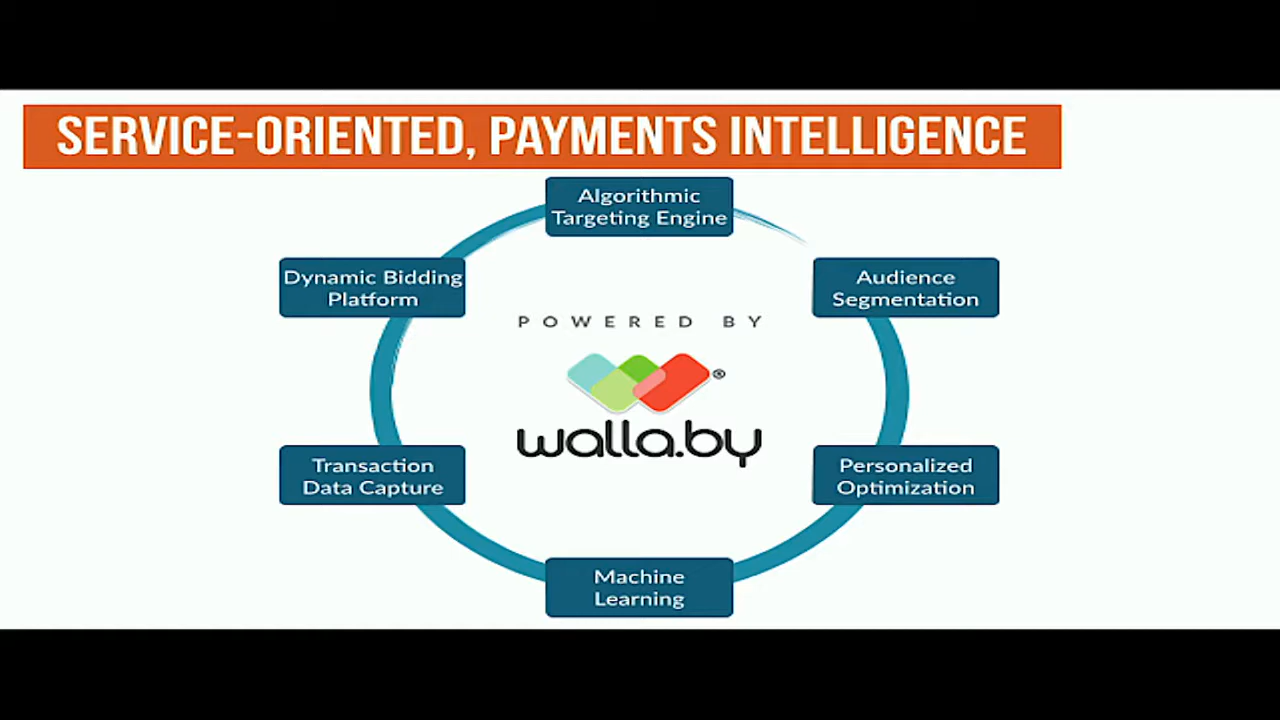 SERVICE-ORIENTED, PAYMENTS INTELLIGENCE
Algorithmic
Targeting Engine
Dynamic Bidding
Platform
Audience
Segmentation
POWERED BY
®
walla.by
Transaction
Data Capture
Personalized
Optimization
Machine
Learning